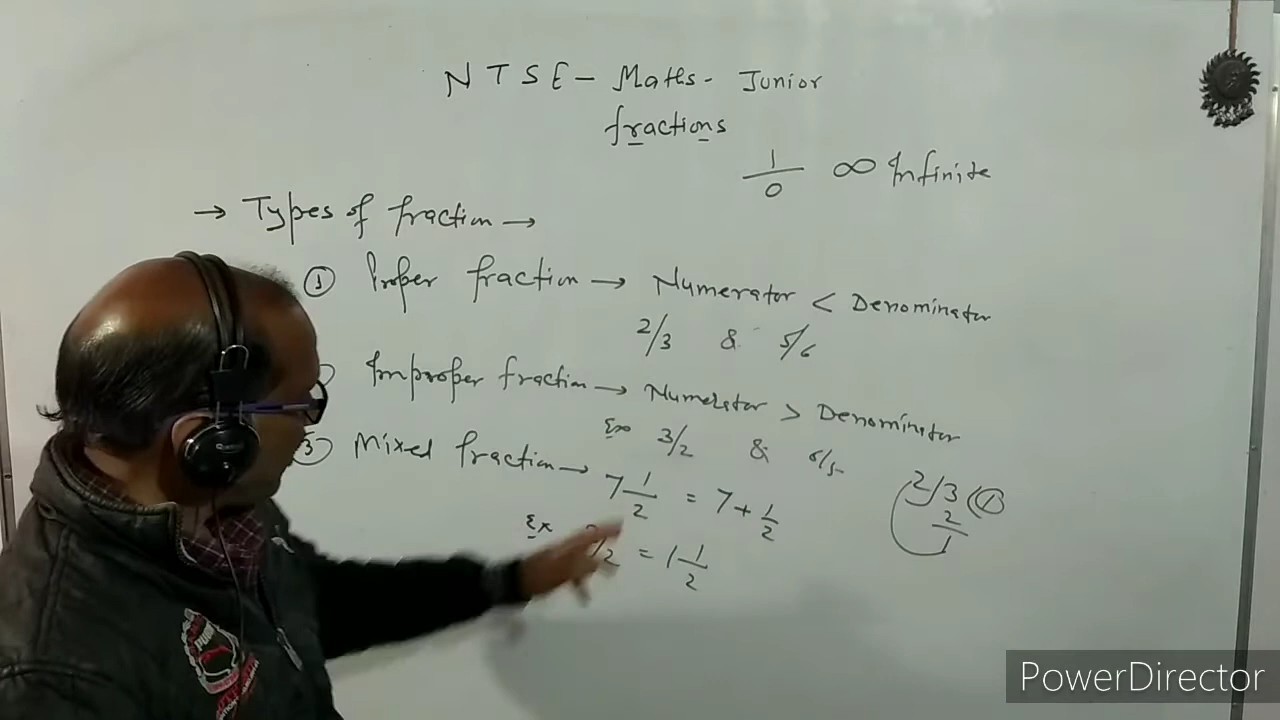 NTSE - Maths - Junior
fractions
1/0 ∞ Infinite
→ Types of fraction →
① Proper fraction → Numerator < Denominator
2/3 & 5/6
Improper fraction → Numerator > Denominator
Ex 3/2 & 6/5
③ Mixed fraction → 7 1/2 = 7 + 1/2
2/3 (1
2
Ex /2 = 1 1/2
PowerDirector